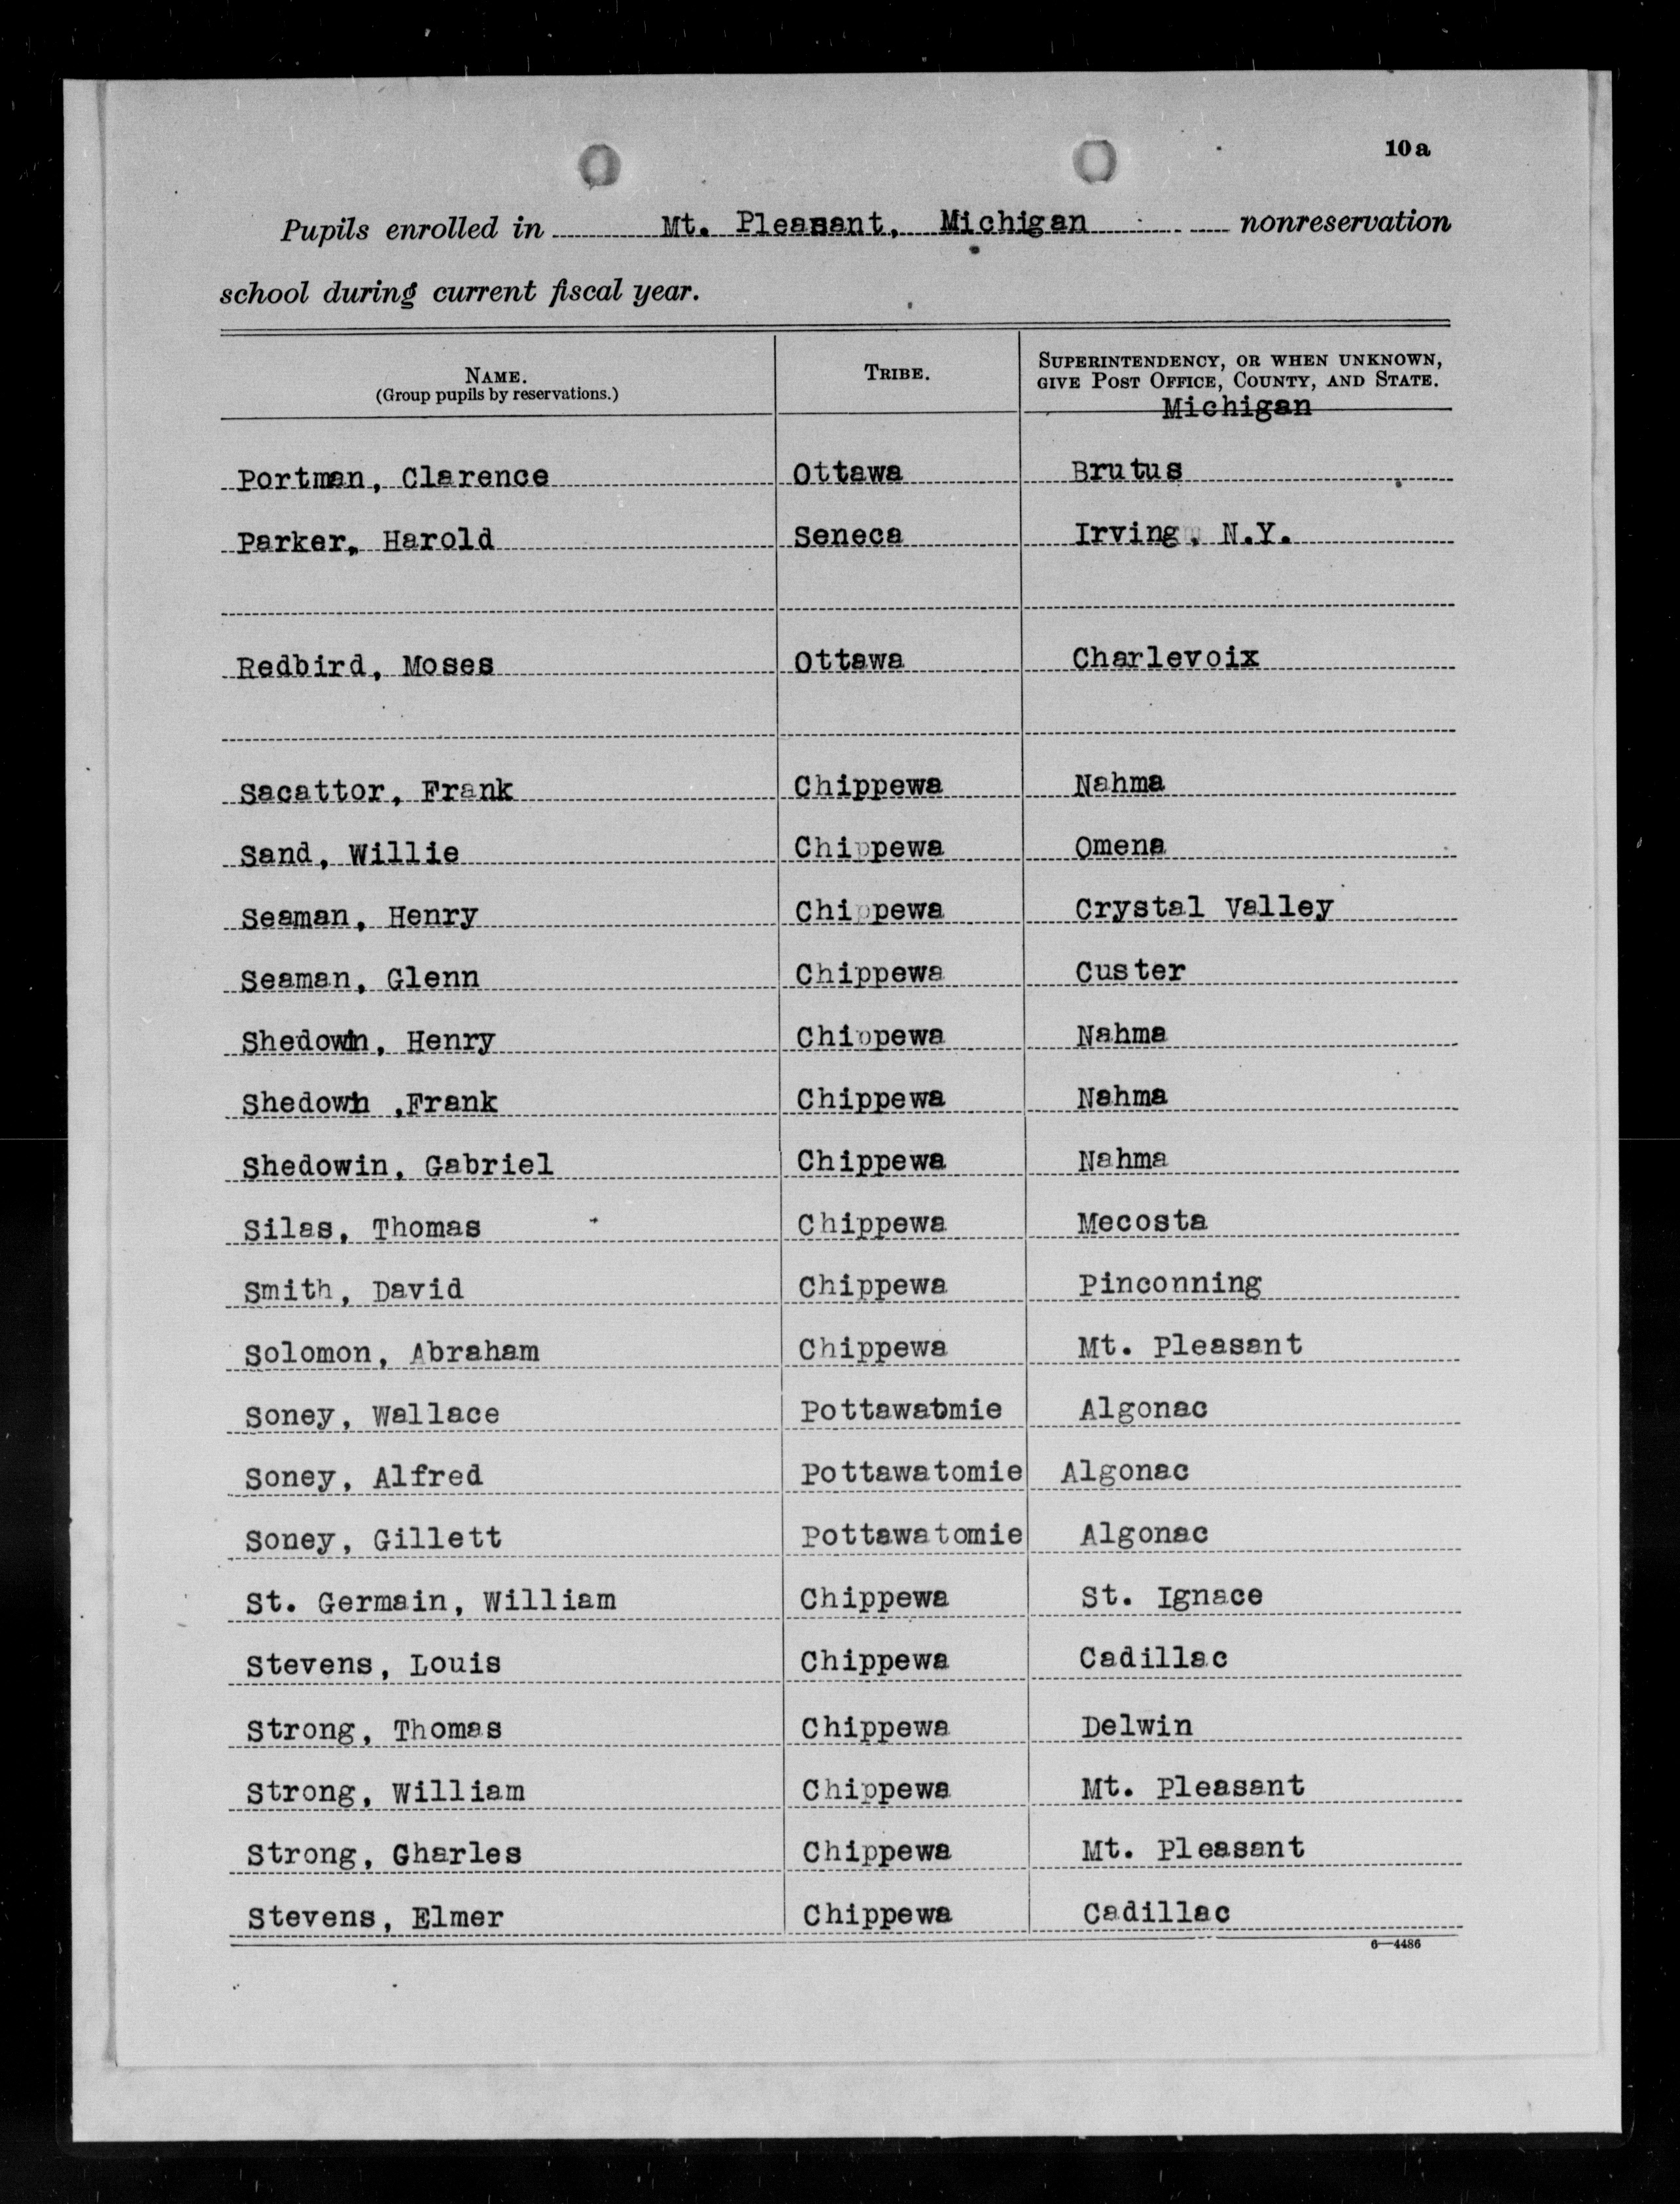 10a
Pupils enrolled in Mt. Pleasant, Michigan nonreservation
school during current fiscal year.
NAME. TRIBE. SUPERINTENDENCY, OR WHEN UNKNOWN,
(Group pupils by reservations.) GIVE POST OFFICE, COUNTY, AND STATE.
Michigan
Portman, Clarence Ottawa Brutus
Parker, Harold Seneca Irving, N.Y.
Redbird, Moses Ottawa Charlevoix
Sacattor, Frank Chippewa Nahma
Sand, Willie Chippewa Omena
Seaman, Henry Chippewa Crystal Valley
Seaman, Glenn Chippewa Custer
Shedowin, Henry Chippewa Nahma
Shedowin ,Frank Chippewa Nahma
Shedowin, Gabriel Chippewa Nahma
Silas, Thomas Chippewa Mecosta
Smith, David Chippewa Pinconning
Solomon, Abraham Chippewa Mt. Pleasant
Soney, Wallace Pottawatmie Algonac
Soney, Alfred Pottawatomie Algonac
Soney, Gillett Pottawatomie Algonac
St. Germain, William Chippewa St. Ignace
Stevens, Louis Chippewa Cadillac
Strong, Thomas Chippewa Delwin
Strong, William Chippewa Mt. Pleasant
Strong, Gharles Chippewa Mt. Pleasant
Stevens, Elmer Chippewa Cadillac
6—4486